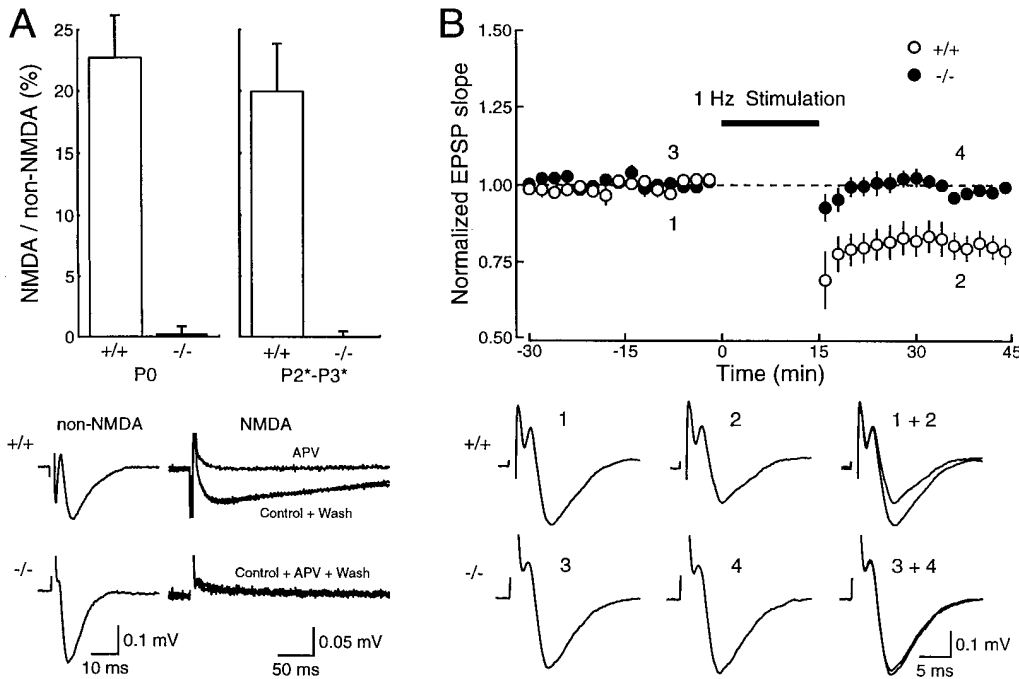 A
NMDA / non-NMDA (%)
25
20
15
10
5
0
+/+ -/- +/+ -/-
P0 P2*-P3*
non-NMDA NMDA
+/+
APV
Control + Wash
-/-
Control + APV + Wash
0.1 mV
10 ms
0.05 mV
50 ms
B
Normalized EPSP slope
1.50
1.25
1.00
0.75
0.50
+/+
-/-
1 Hz Stimulation
3
4
1
2
-30 -15 0 15 30 45
Time (min)
+/+
1 2 1 + 2
-/-
3 4 3 + 4
0.1 mV
5 ms